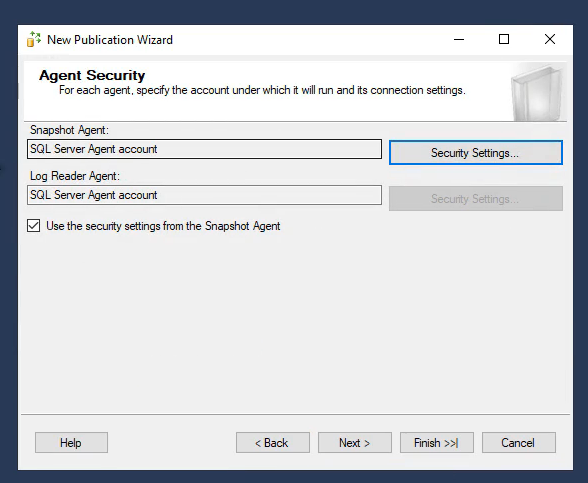 New Publication Wizard
Agent Security
For each agent, specify the account under which it will run and its connection settings.
Snapshot Agent:
SQL Server Agent account
Security Settings...
Log Reader Agent:
SQL Server Agent account
Security Settings...
Use the security settings from the Snapshot Agent
Help
< Back
Next >
Finish >>|
Cancel